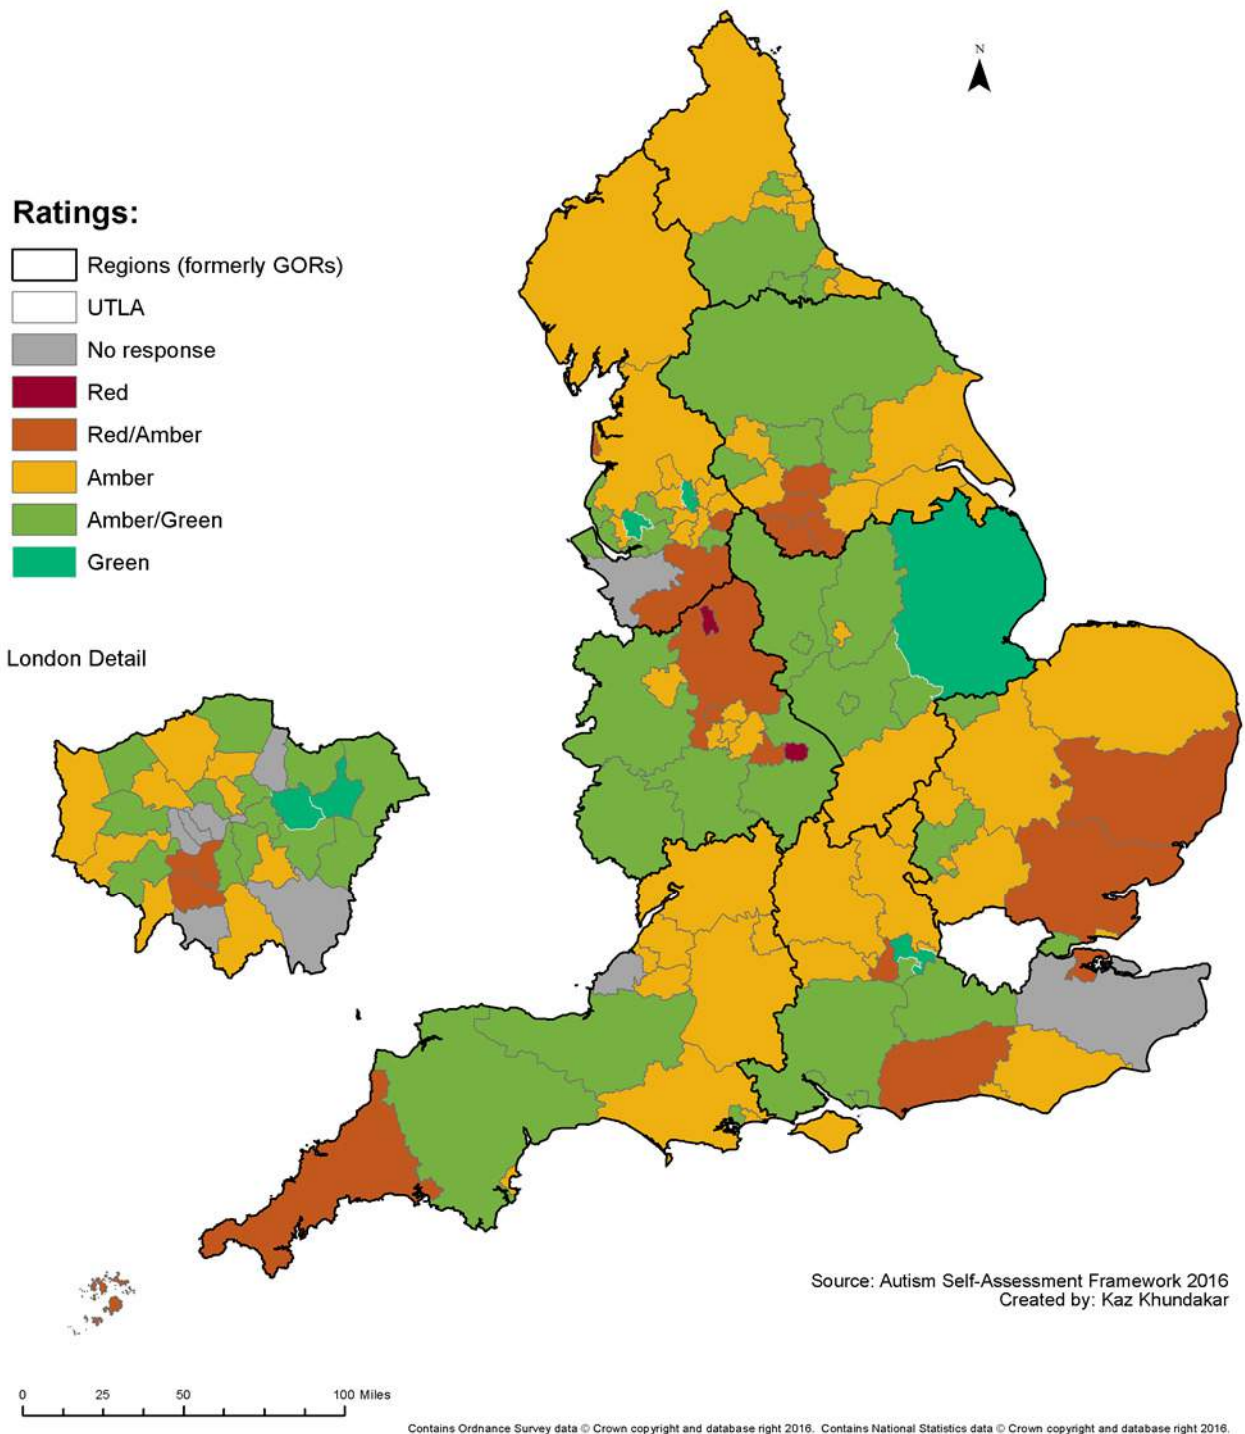 N
Ratings:
Regions (formerly GORs)
UTLA
No response
Red
Red/Amber
Amber
Amber/Green
Green
London Detail
Source: Autism Self-Assessment Framework 2016
Created by: Kaz Khundakar
0 25 50 100 Miles
Contains Ordnance Survey data © Crown copyright and database right 2016. Contains National Statistics data © Crown copyright and database right 2016.